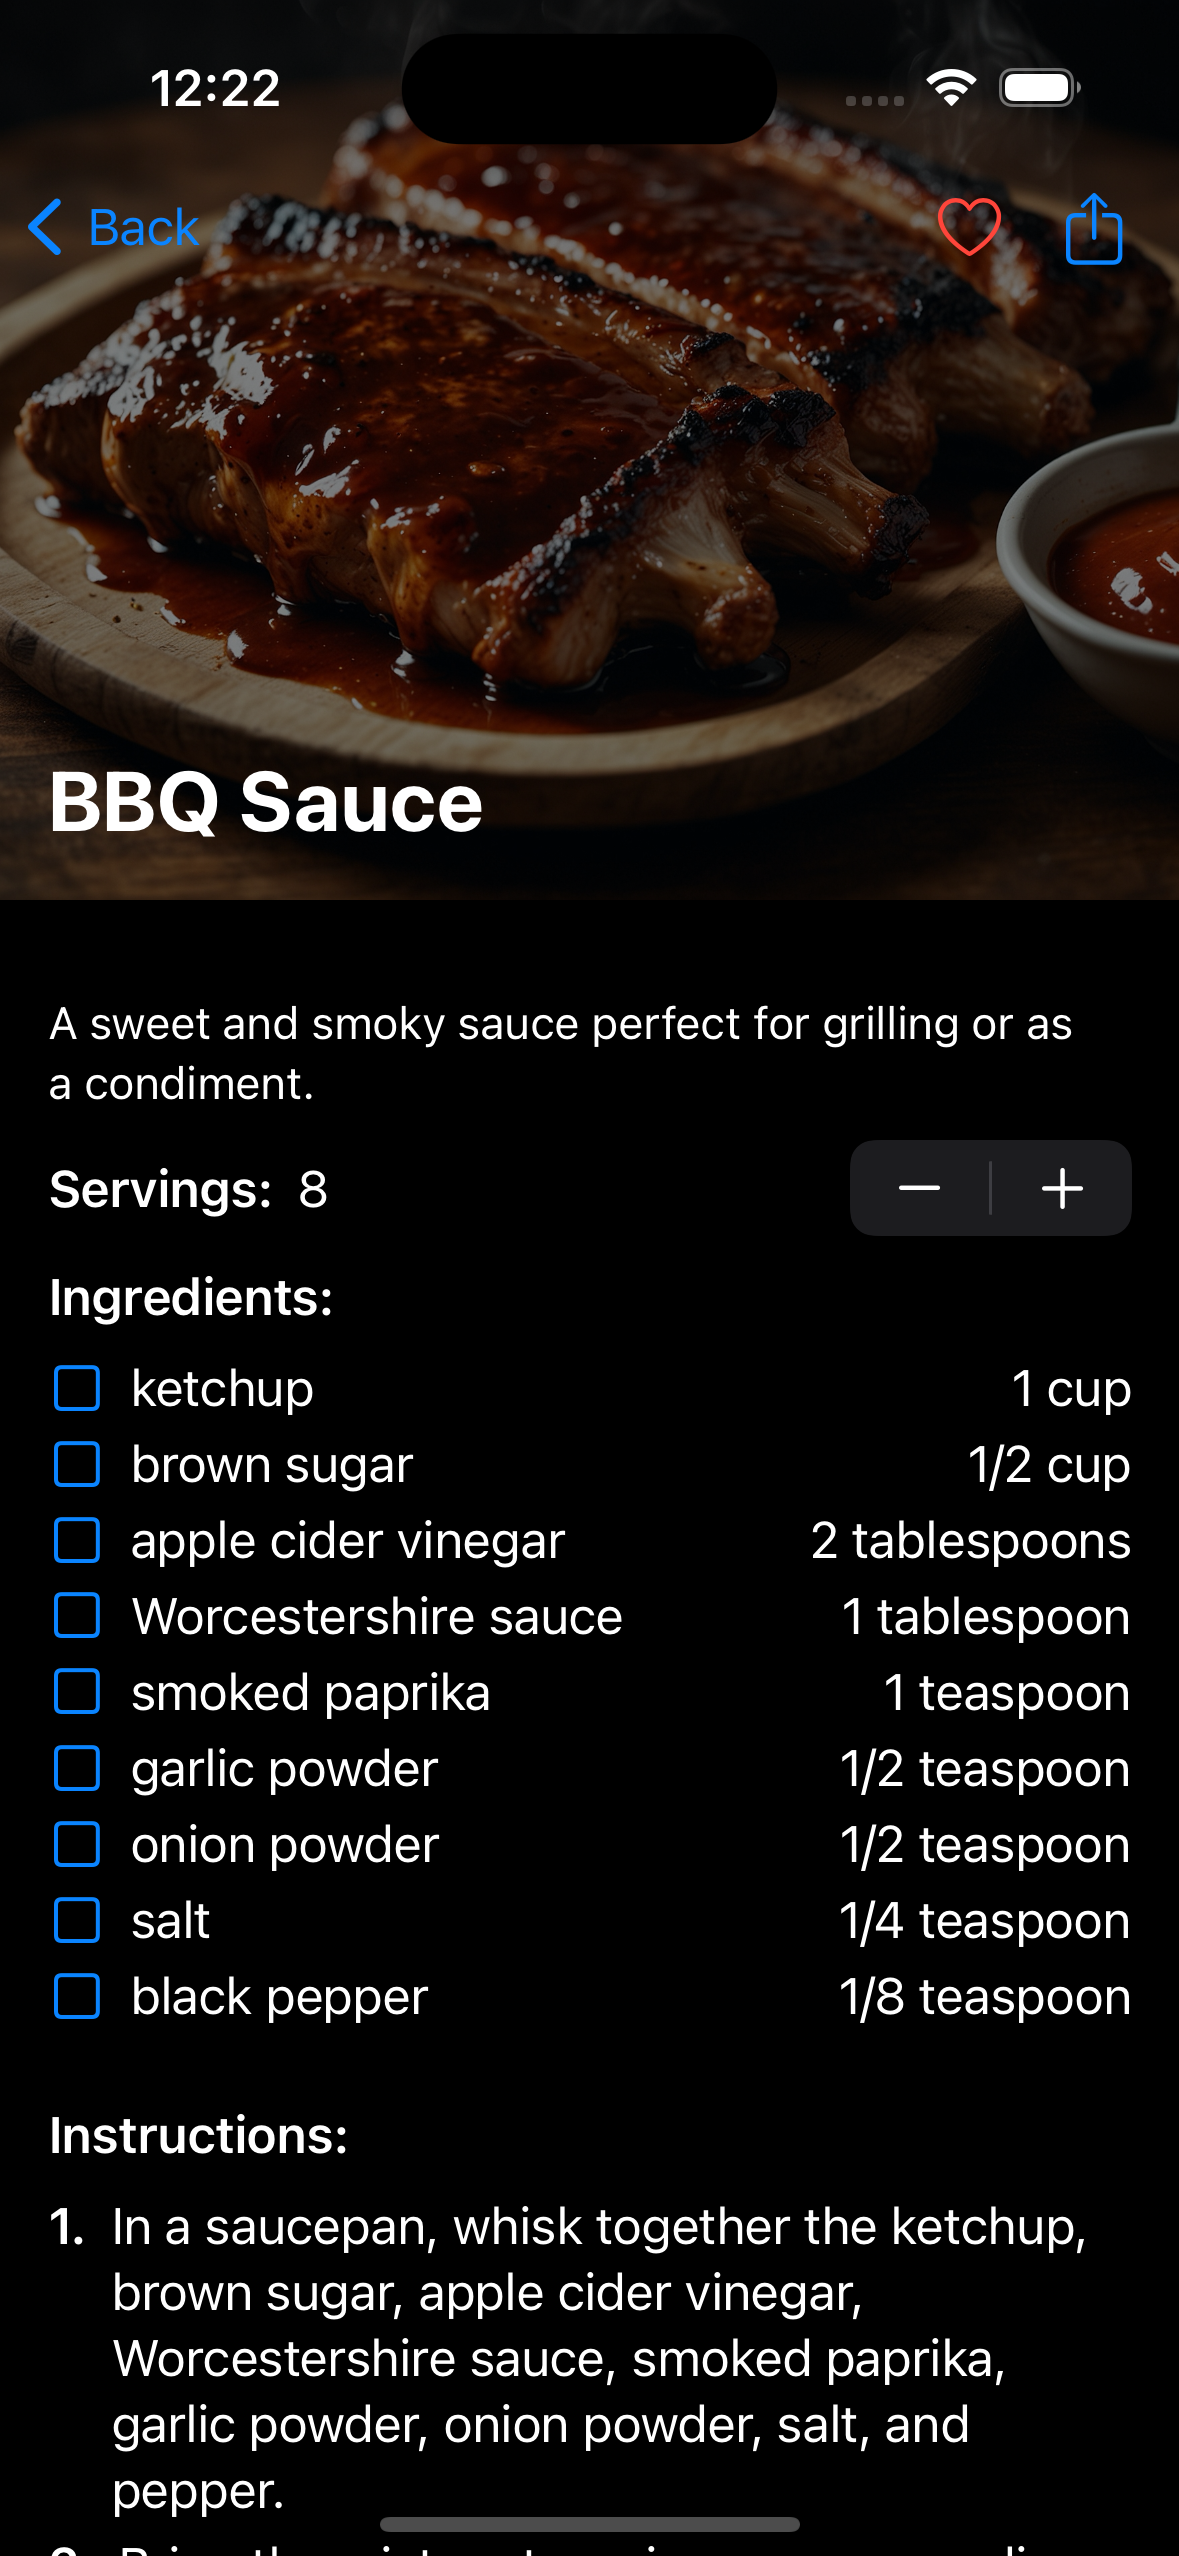 12:22
Back
BBQ Sauce
A sweet and smoky sauce perfect for grilling or as
a condiment.
Servings: 8
Ingredients:
ketchup 1 cup
brown sugar 1/2 cup
apple cider vinegar 2 tablespoons
Worcestershire sauce 1 tablespoon
smoked paprika 1 teaspoon
garlic powder 1/2 teaspoon
onion powder 1/2 teaspoon
salt 1/4 teaspoon
black pepper 1/8 teaspoon
Instructions:
1. In a saucepan, whisk together the ketchup,
brown sugar, apple cider vinegar,
Worcestershire sauce, smoked paprika,
garlic powder, onion powder, salt, and
pepper.